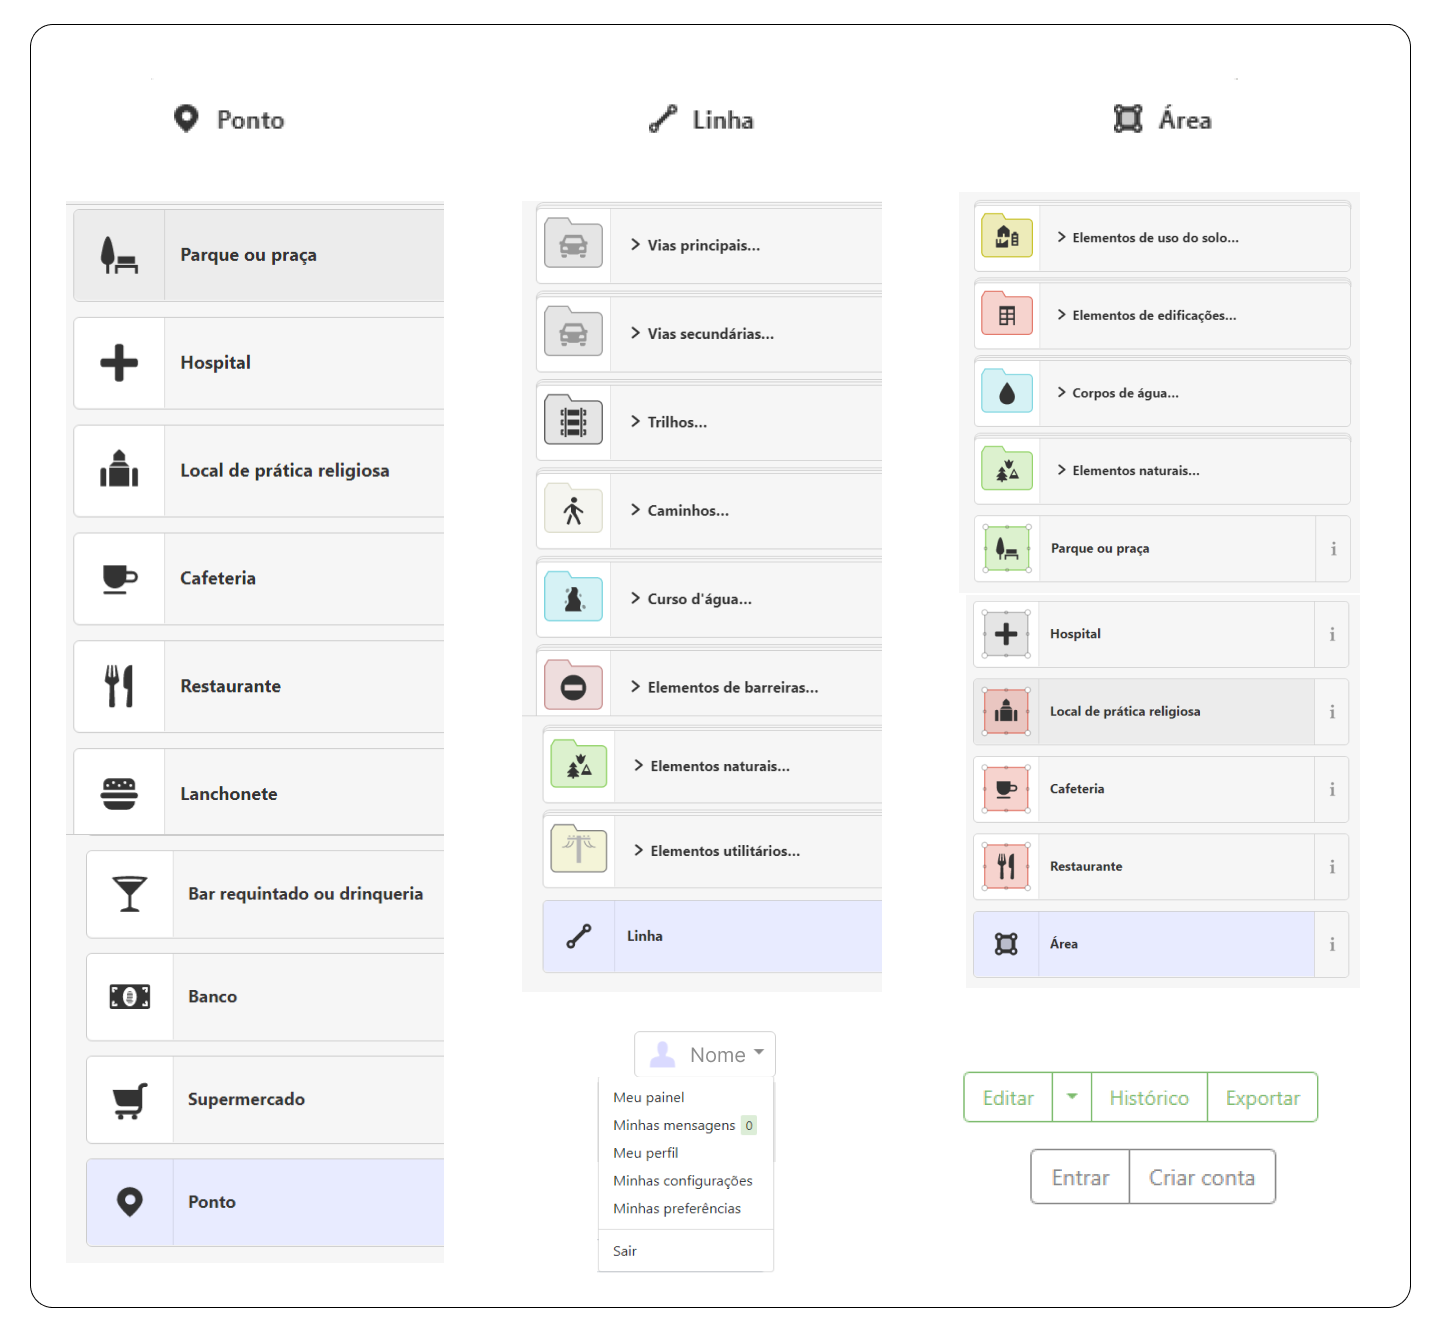 Ponto
Parque ou praça
Hospital
Local de prática religiosa
Cafeteria
Restaurante
Lanchonete
Bar requintado ou drinqueria
Banco
Supermercado
Ponto
Linha
Vias principais...
Vias secundárias...
Trilhos...
Caminhos...
Curso d'água...
Elementos de barreiras...
Elementos naturais...
Elementos utilitários...
Linha
Nome
Meu painel
Minhas mensagens 0
Meu perfil
Minhas configurações
Minhas preferências
Sair
Área
Elementos de uso do solo...
Elementos de edificações...
Corpos de água...
Elementos naturais...
Parque ou praça i
Hospital i
Local de prática religiosa i
Cafeteria i
Restaurante i
Área i
Editar Histórico Exportar
Entrar Criar conta